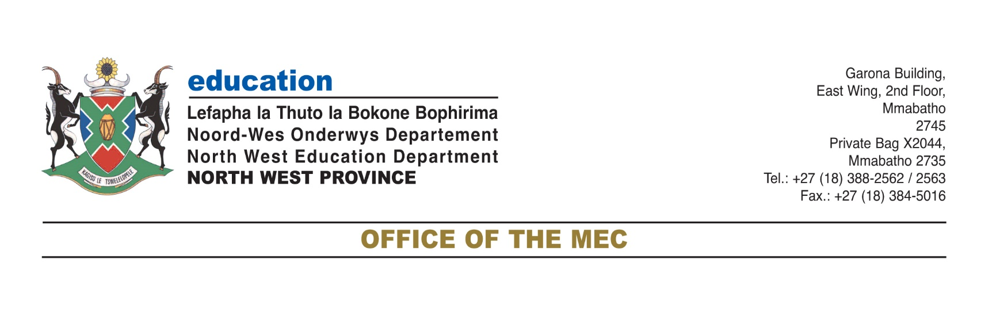 education
Lefapha la Thuto la Bokone Bophirima
Noord-Wes Onderwys Departement
North West Education Department
NORTH WEST PROVINCE
KAGISO LE TSWELELOPELE
Garona Building,
East Wing, 2nd Floor,
Mmabatho
2745
Private Bag X2044,
Mmabatho 2735
Tel.: +27 (18) 388-2562 / 2563
Fax.: +27 (18) 384-5016
OFFICE OF THE MEC